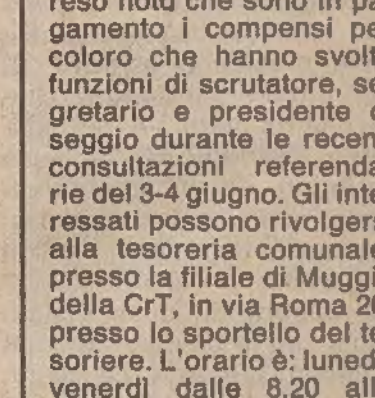 reso noto che sono in pa
gamento i compensi pe
coloro che hanno svolt
funzioni di scrutatore, se
gretario e presidente d
seggio durante le recen
consultazioni referenda
rie del 3-4 giugno. Gli inte
ressati possono rivolgers
alla tesoreria comunale
presso la filiale di Muggi
della CrT, in via Roma 20
presso lo sportello del te
soriere. L'orario è: luned
venerdì dalle 8.20 all